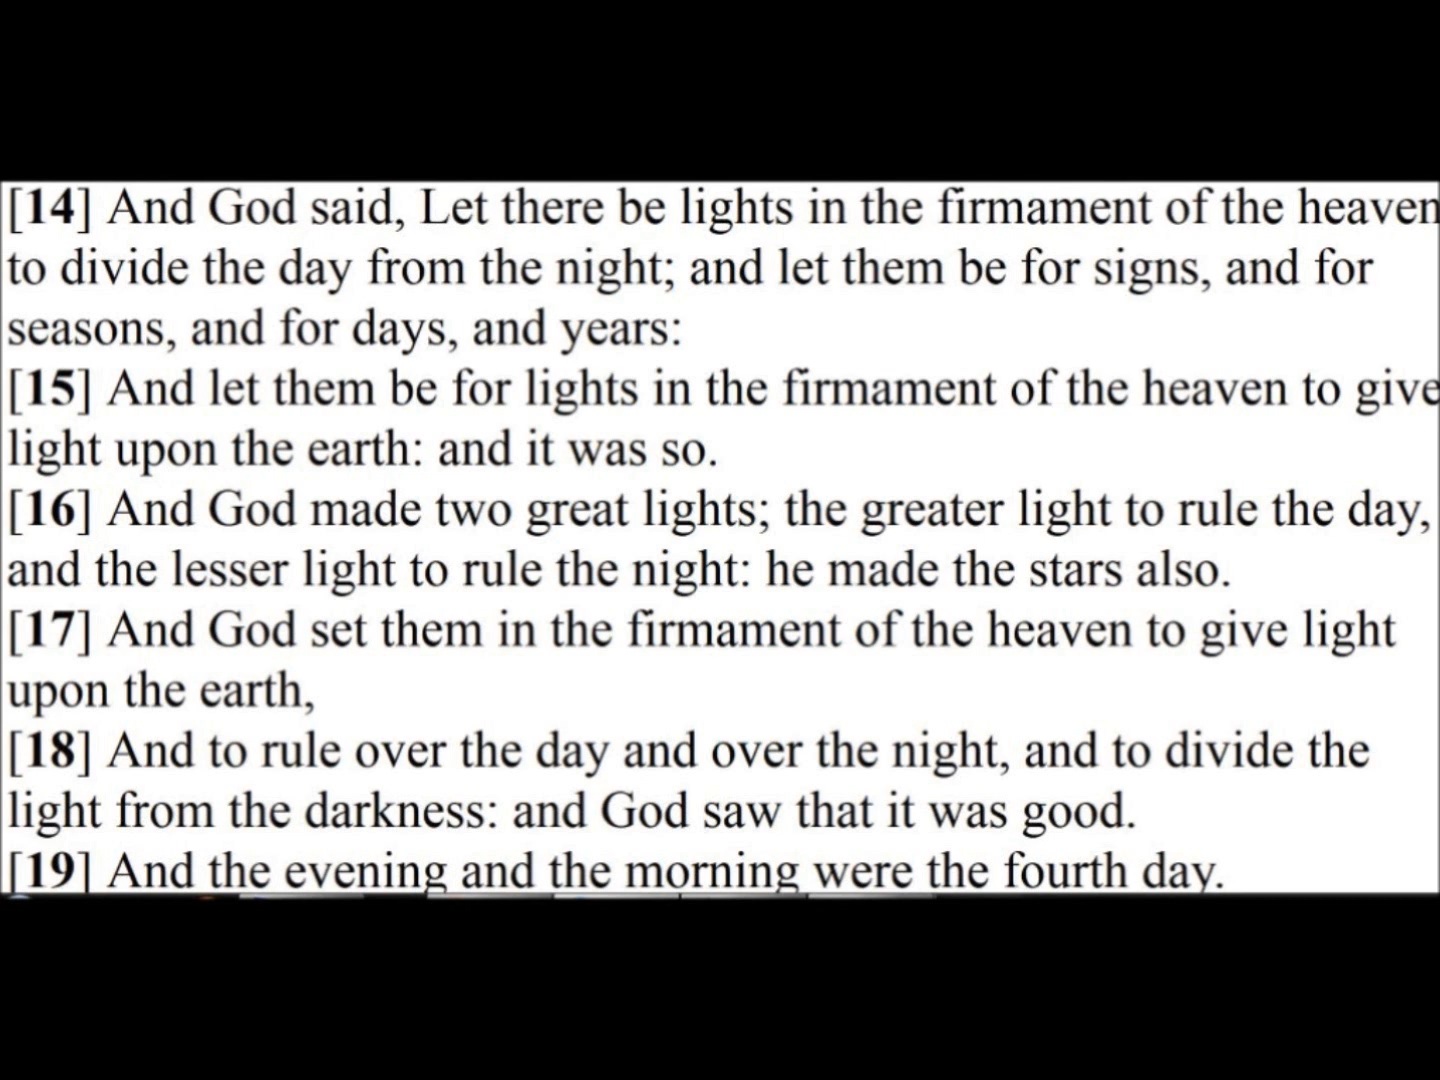 [14] And God said, Let there be lights in the firmament of the heaven
to divide the day from the night; and let them be for signs, and for
seasons, and for days, and years:
[15] And let them be for lights in the firmament of the heaven to give
light upon the earth: and it was so.
[16] And God made two great lights; the greater light to rule the day,
and the lesser light to rule the night: he made the stars also.
[17] And God set them in the firmament of the heaven to give light
upon the earth,
[18] And to rule over the day and over the night, and to divide the
light from the darkness: and God saw that it was good.
[19] And the evening and the morning were the fourth day.